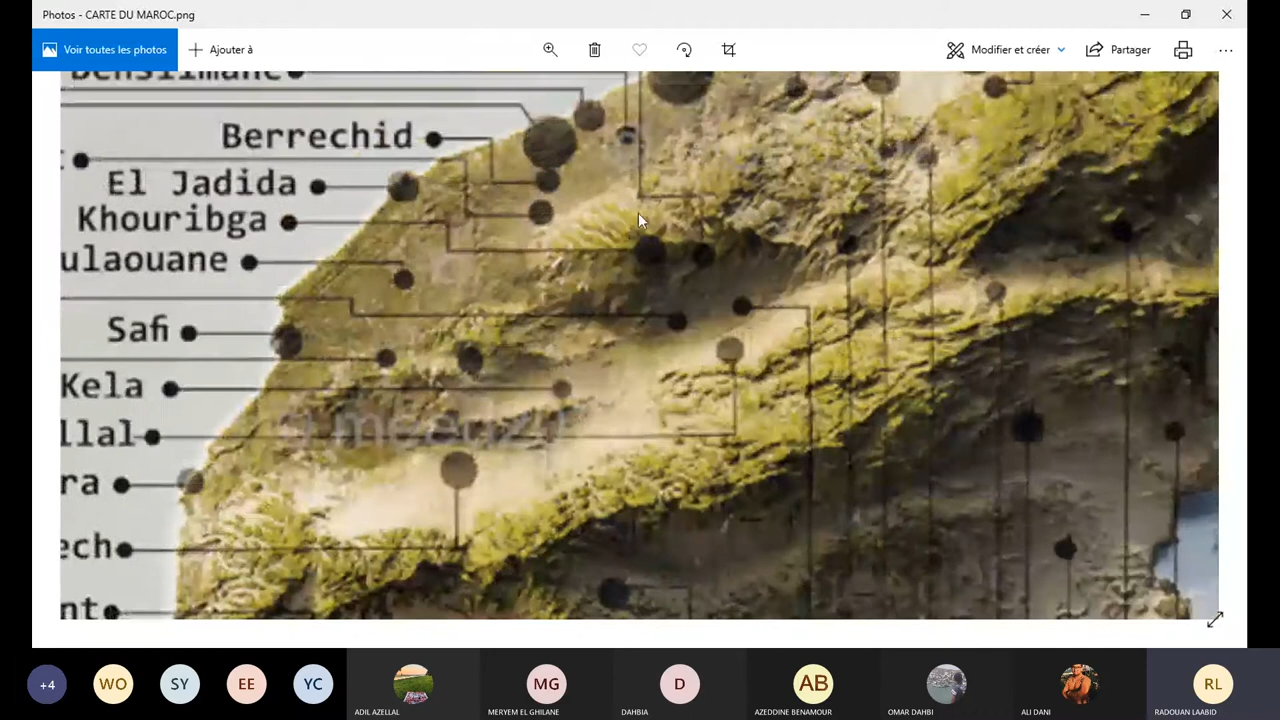 Photos - CARTE DU MAROC.png
Voir toutes les photos
Ajouter à
Modifier et créer
Partager
Benslimane
Berrechid
El Jadida
Khouribga
ulaouane
Safi
Kela
llal
ra
ech
nt
+4
WO
SY
EE
YC
MG
D
AB
RL
ADIL AZELLAL
MERYEM EL GHILANE
DAHBIA
AZEDDINE BENAMOUR
OMAR DAHBI
ALI DANI
RADOUAN LAABID